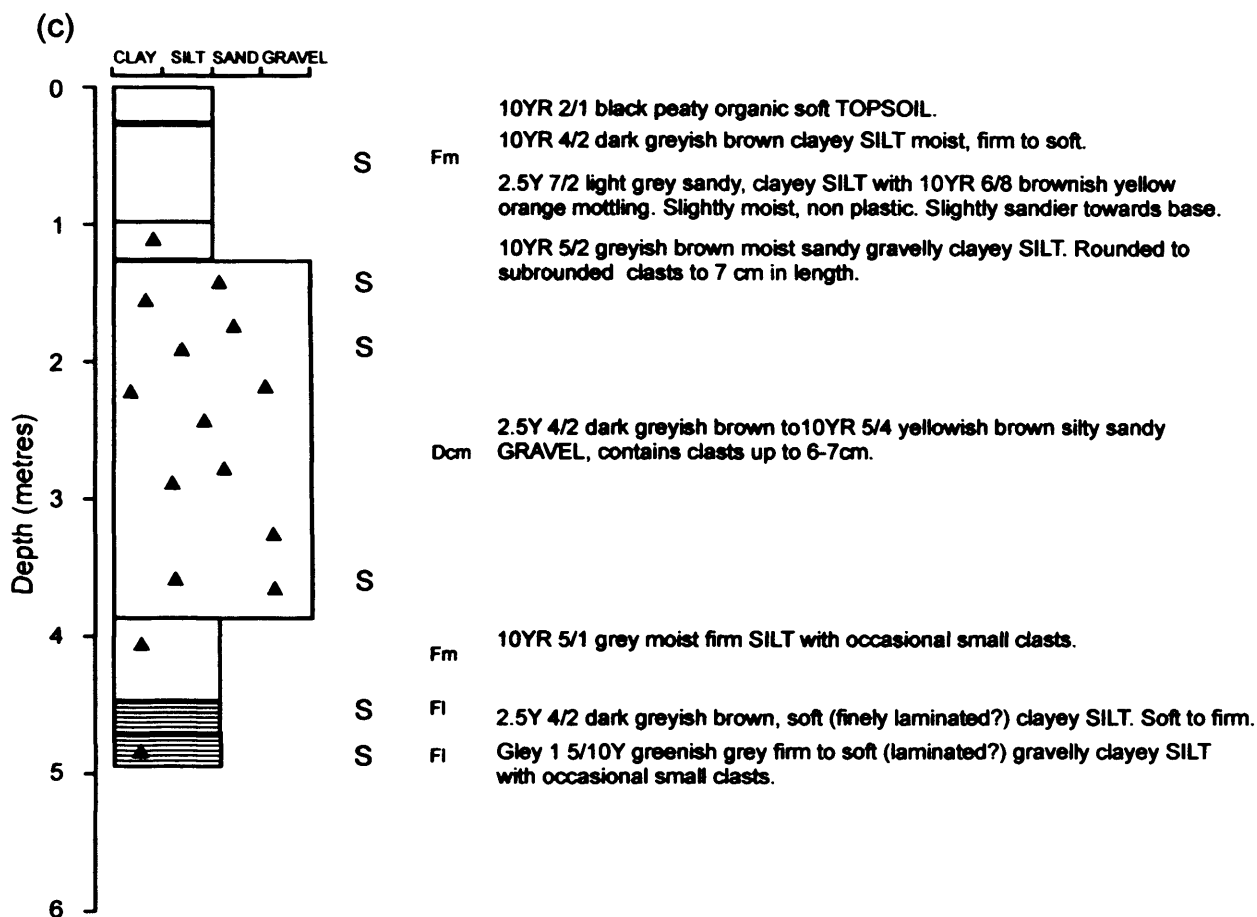 (c)
CLAY SILT SAND GRAVEL
0
10YR 2/1 black peaty organic soft TOPSOIL.
10YR 4/2 dark greyish brown clayey SILT moist, firm to soft.
S Fm
2.5Y 7/2 light grey sandy, clayey SILT with 10YR 6/8 brownish yellow
orange mottling. Slightly moist, non plastic. Slightly sandier towards base.
1
10YR 5/2 greyish brown moist sandy gravelly clayey SILT. Rounded to
subrounded clasts to 7 cm in length.
S
S
2
2.5Y 4/2 dark greyish brown to10YR 5/4 yellowish brown silty sandy
GRAVEL, contains clasts up to 6-7cm.
Dcm
3
Depth (metres)
S
4
10YR 5/1 grey moist firm SILT with occasional small clasts.
Fm
S Fl
2.5Y 4/2 dark greyish brown, soft (finely laminated?) clayey SILT. Soft to firm.
S Fl
Gley 1 5/10Y greenish grey firm to soft (laminated?) gravelly clayey SILT
with occasional small clasts.
5
6